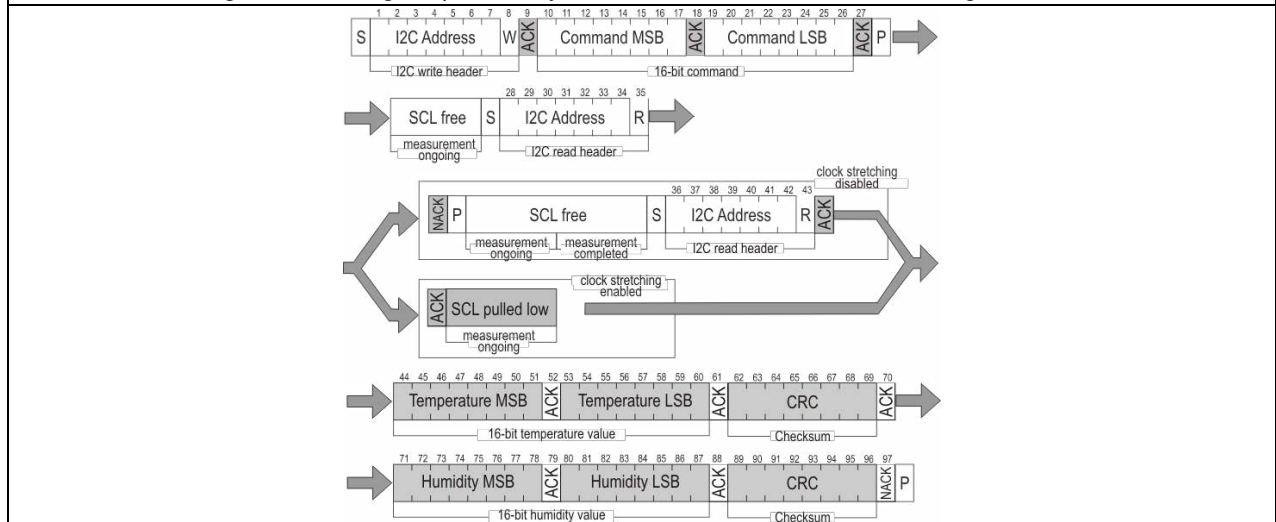 1 2 3 4 5 6 7 8 9 10 11 12 13 14 15 16 17 18 19 20 21 22 23 24 25 26 27
S I2C Address W ACK Command MSB ACK Command LSB ACK P
I2C write header 16-bit command
28 29 30 31 32 33 34 35
SCL free S I2C Address R
measurement
ongoing
I2C read header
clock stretching
disabled
36 37 38 39 40 41 42 43
NACK P SCL free S I2C Address R ACK
measurement
ongoing
measurement
completed
I2C read header
clock stretching
enabled
ACK SCL pulled low
measurement
ongoing
44 45 46 47 48 49 50 51 52 53 54 55 56 57 58 59 60 61 62 63 64 65 66 67 68 69 70
Temperature MSB ACK Temperature LSB ACK CRC ACK
16-bit temperature value Checksum
71 72 73 74 75 76 77 78 79 80 81 82 83 84 85 86 87 88 89 90 91 92 93 94 95 96 97
Humidity MSB ACK Humidity LSB ACK CRC NACK P
16-bit humidity value Checksum